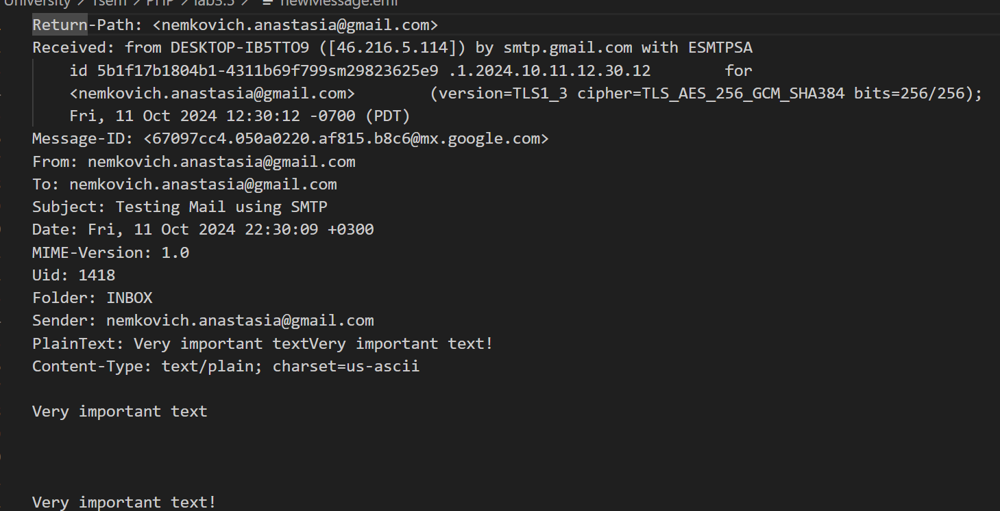 University > 7sem > PHP > lab3.5 > newMessage.eml
Return-Path: <nemkovich.anastasia@gmail.com>
Received: from DESKTOP-IB5TTO9 ([46.216.5.114]) by smtp.gmail.com with ESMTPSA
id 5b1f17b1804b1-4311b69f799sm29823625e9 .1.2024.10.11.12.30.12 for
<nemkovich.anastasia@gmail.com> (version=TLS1_3 cipher=TLS_AES_256_GCM_SHA384 bits=256/256);
Fri, 11 Oct 2024 12:30:12 -0700 (PDT)
Message-ID: <67097cc4.050a0220.af815.b8c6@mx.google.com>
From: nemkovich.anastasia@gmail.com
To: nemkovich.anastasia@gmail.com
Subject: Testing Mail using SMTP
Date: Fri, 11 Oct 2024 22:30:09 +0300
MIME-Version: 1.0
Uid: 1418
Folder: INBOX
Sender: nemkovich.anastasia@gmail.com
PlainText: Very important textVery important text!
Content-Type: text/plain; charset=us-ascii
Very important text
Very important text!